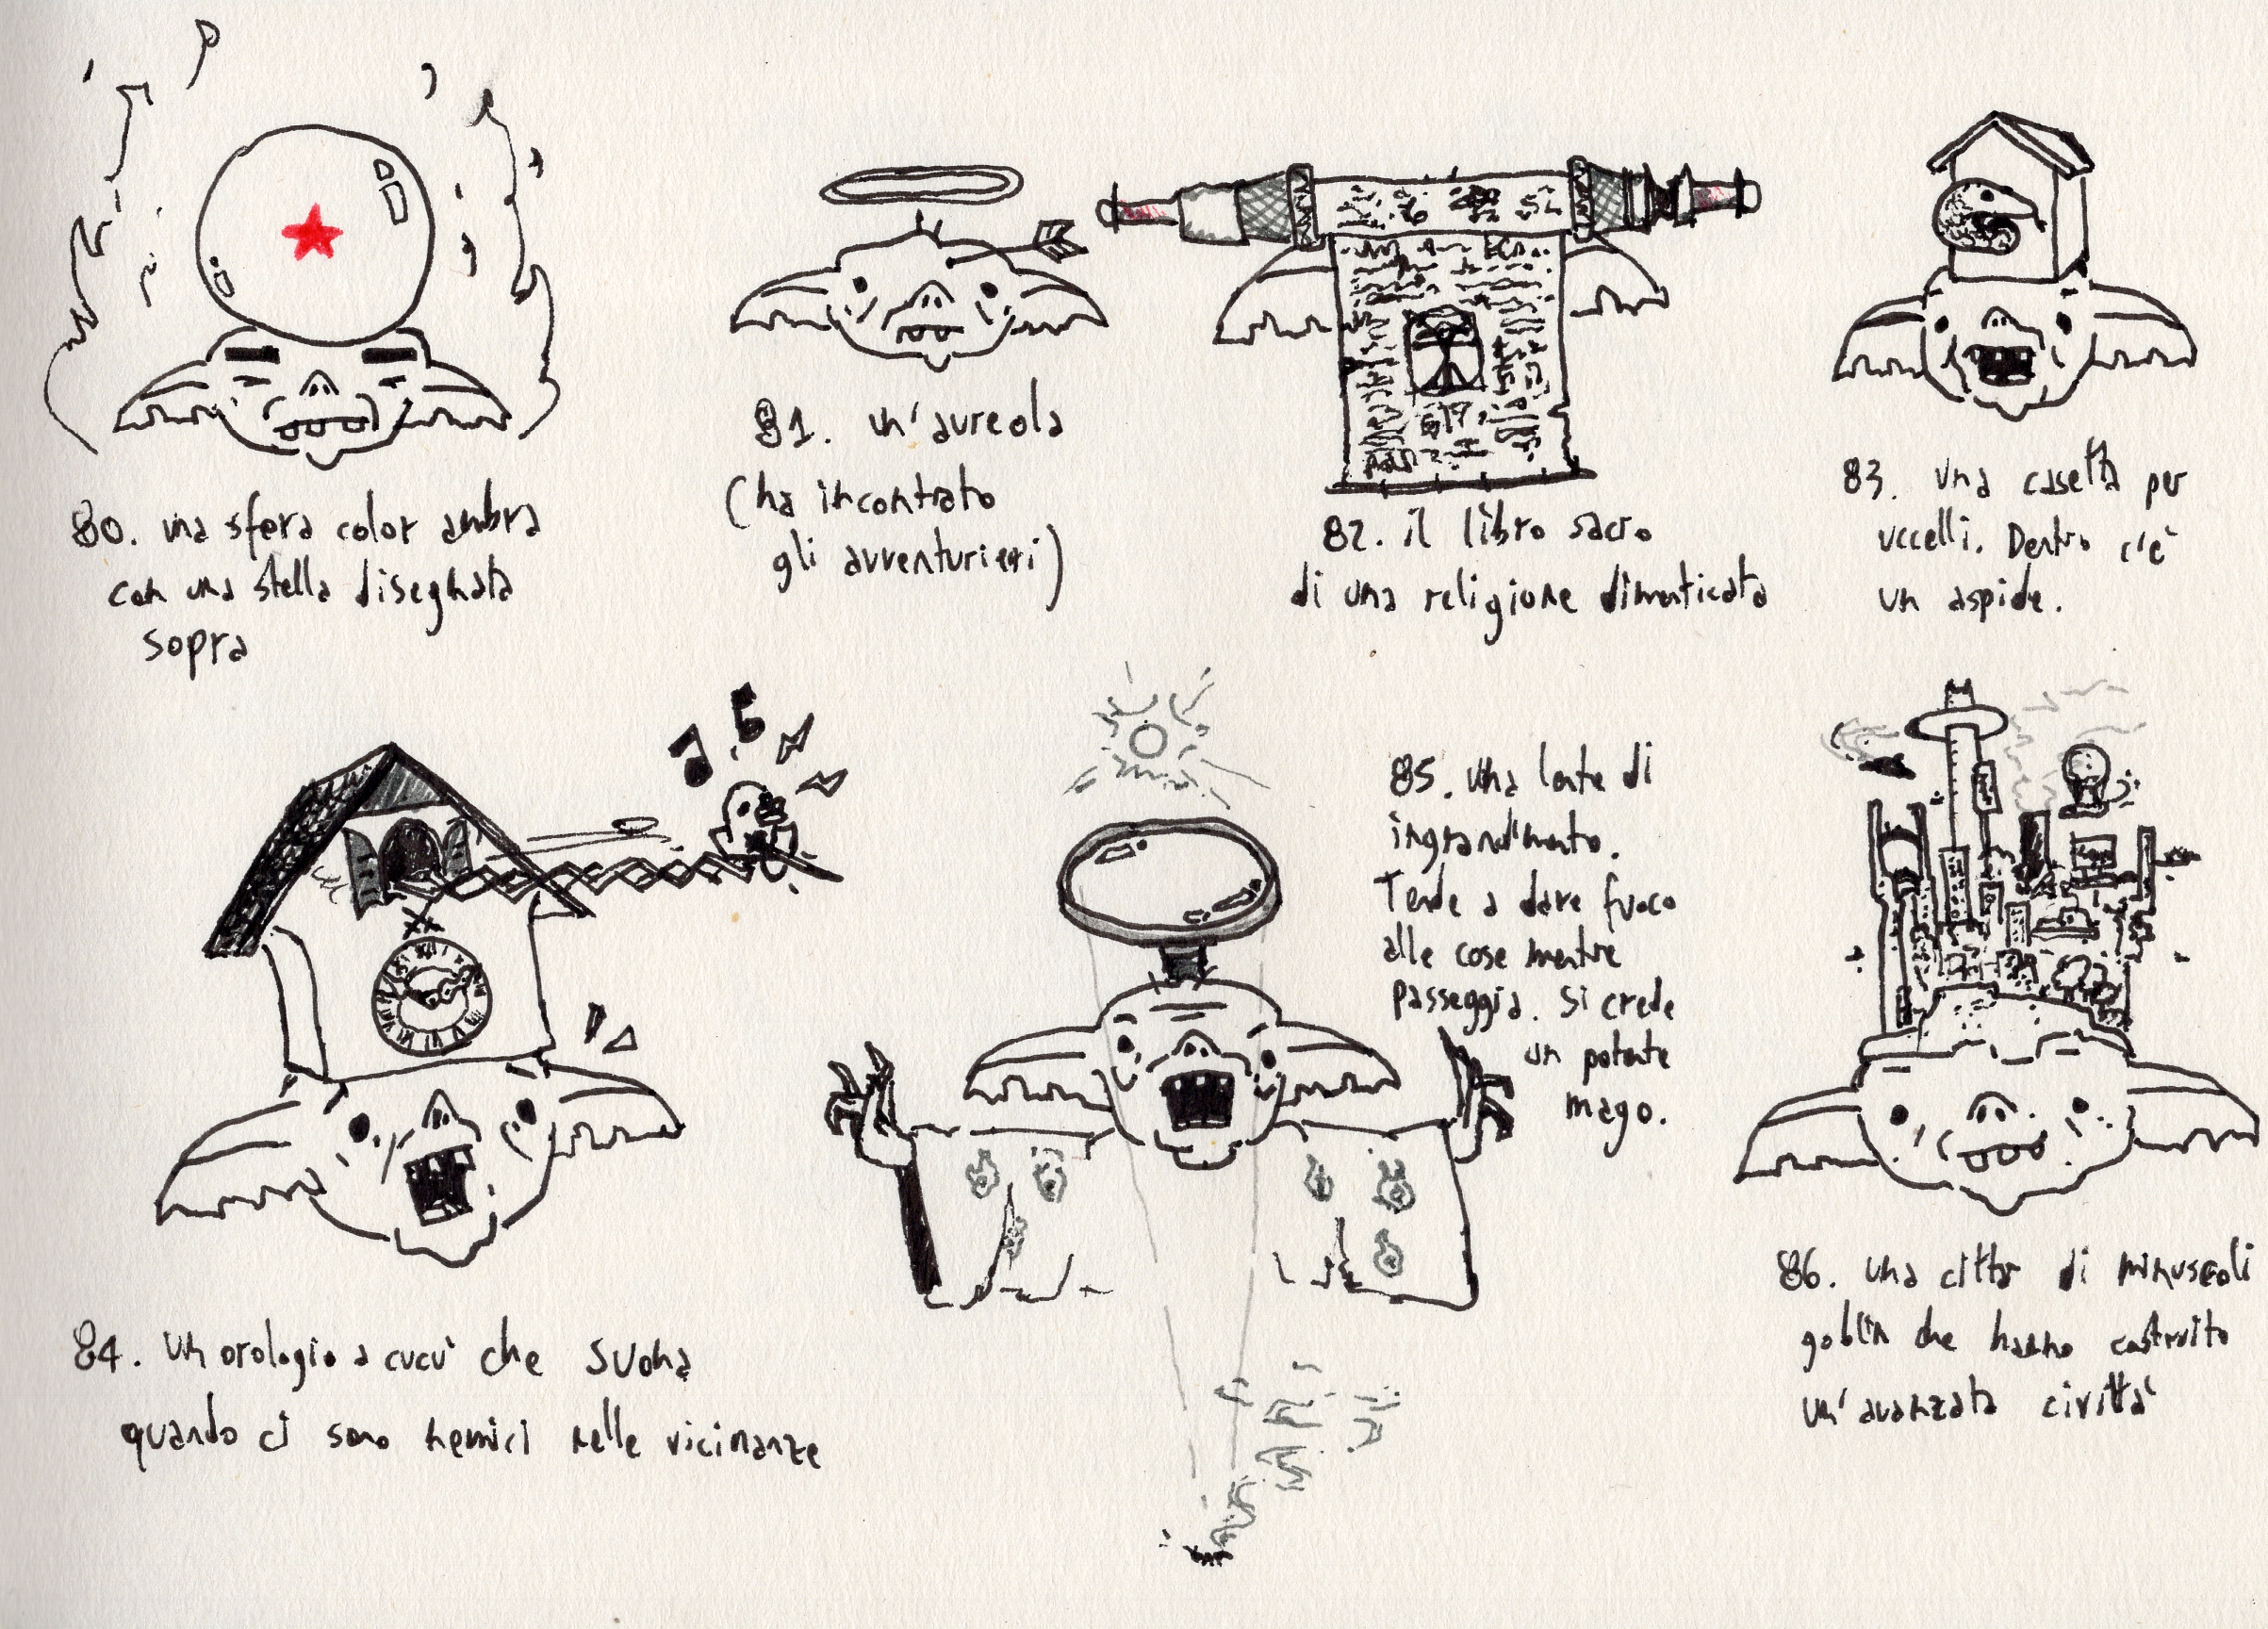 80. una sfera color ambra
con una stella disegnata
sopra
81. un'aureola
(ha incontrato
gli avventurieri)
82. il libro sacro
di una religione dimenticata
83. una casetta per
uccelli. Dentro c'è
un aspide.
84. un orologio a cucù che suona
quando ci sono nemici nelle vicinanze
85. una lente di
ingrandimento.
Tende a dare fuoco
alle cose mentre
passeggia. Si crede
un potente
mago.
86. una citta di minuscoli
goblin che hanno costruito
un'avanzata civiltà